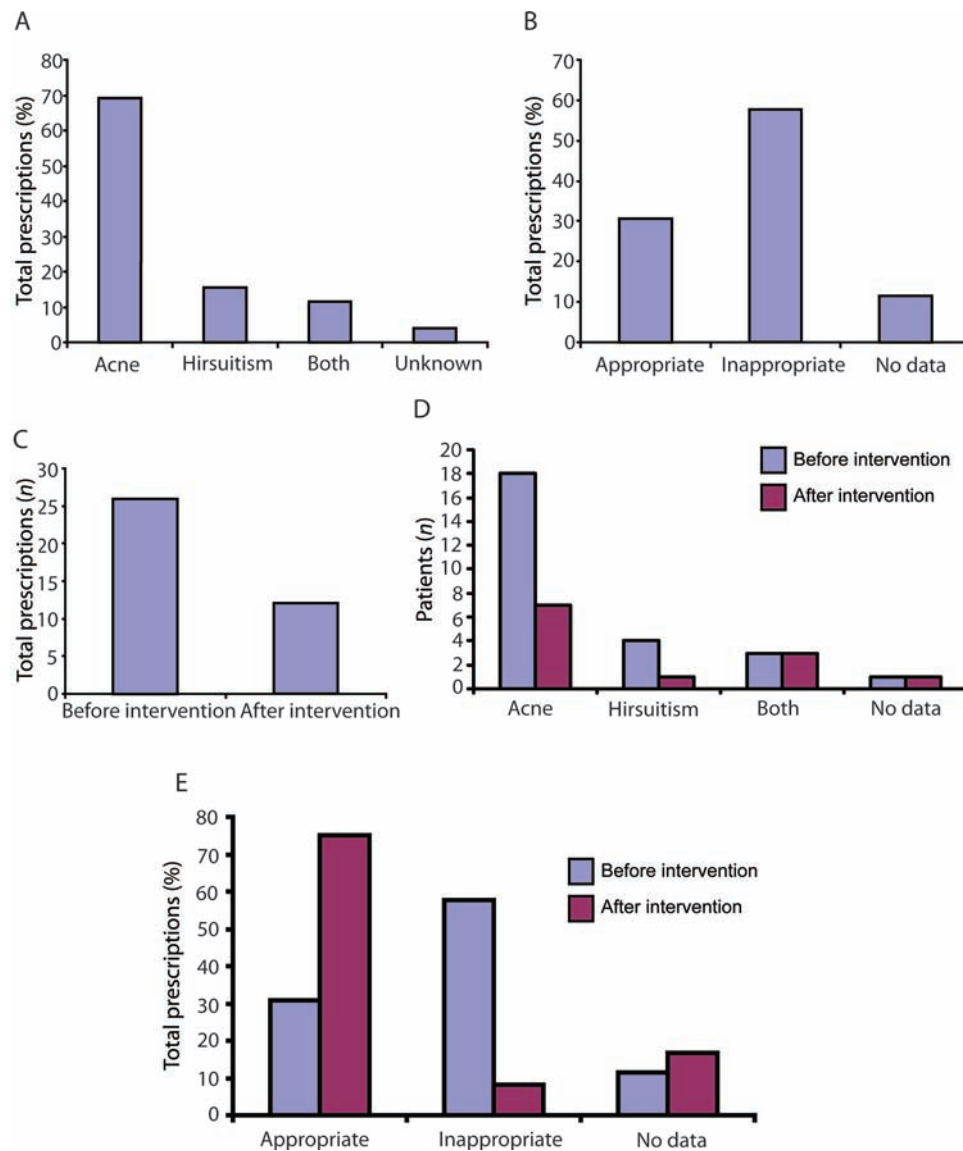 A
Total prescriptions (%)
80
70
60
50
40
30
20
10
0
Acne
Hirsuitism
Both
Unknown
B
Total prescriptions (%)
70
60
50
40
30
20
10
0
Appropriate
Inappropriate
No data
C
Total prescriptions (n)
30
25
20
15
10
5
0
Before intervention
After intervention
D
Patients (n)
20
18
16
14
12
10
8
6
4
2
0
Before intervention
After intervention
Acne
Hirsuitism
Both
No data
E
Total prescriptions (%)
80
70
60
50
40
30
20
10
0
Before intervention
After intervention
Appropriate
Inappropriate
No data